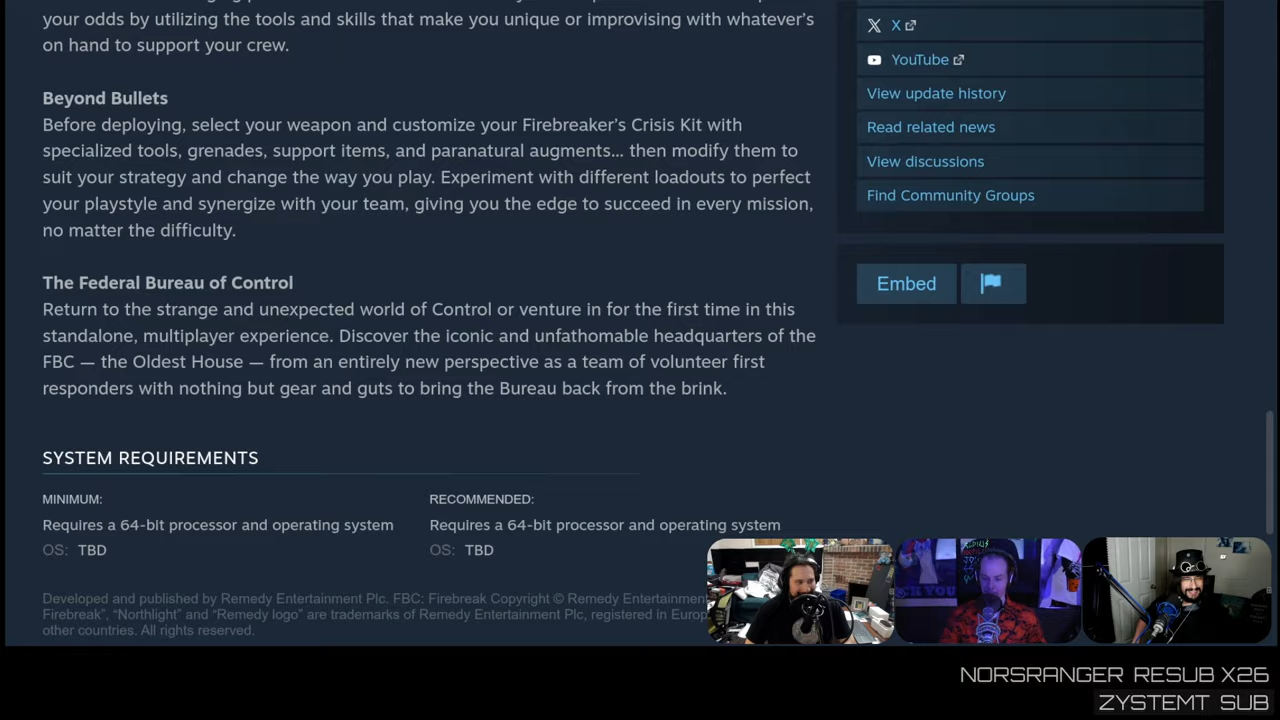 your odds by utilizing the tools and skills that make you unique or improvising with whatever's
on hand to support your crew.
Beyond Bullets
Before deploying, select your weapon and customize your Firebreaker's Crisis Kit with
specialized tools, grenades, support items, and paranatural augments... then modify them to
suit your strategy and change the way you play. Experiment with different loadouts to perfect
your playstyle and synergize with your team, giving you the edge to succeed in every mission,
no matter the difficulty.
The Federal Bureau of Control
Return to the strange and unexpected world of Control or venture in for the first time in this
standalone, multiplayer experience. Discover the iconic and unfathomable headquarters of the
FBC — the Oldest House — from an entirely new perspective as a team of volunteer first
responders with nothing but gear and guts to bring the Bureau back from the brink.
SYSTEM REQUIREMENTS
MINIMUM:
Requires a 64-bit processor and operating system
OS: TBD
RECOMMENDED:
Requires a 64-bit processor and operating system
OS: TBD
Developed and published by Remedy Entertainment Plc. FBC: Firebreak Copyright © Remedy Entertainment
Firebreak", "Northlight" and "Remedy logo" are trademarks of Remedy Entertainment Plc, registered in Europ
other countries. All rights reserved.
X
YouTube
View update history
Read related news
View discussions
Find Community Groups
Embed
NORSRANGER RESUB X26
ZYSTEMT SUB